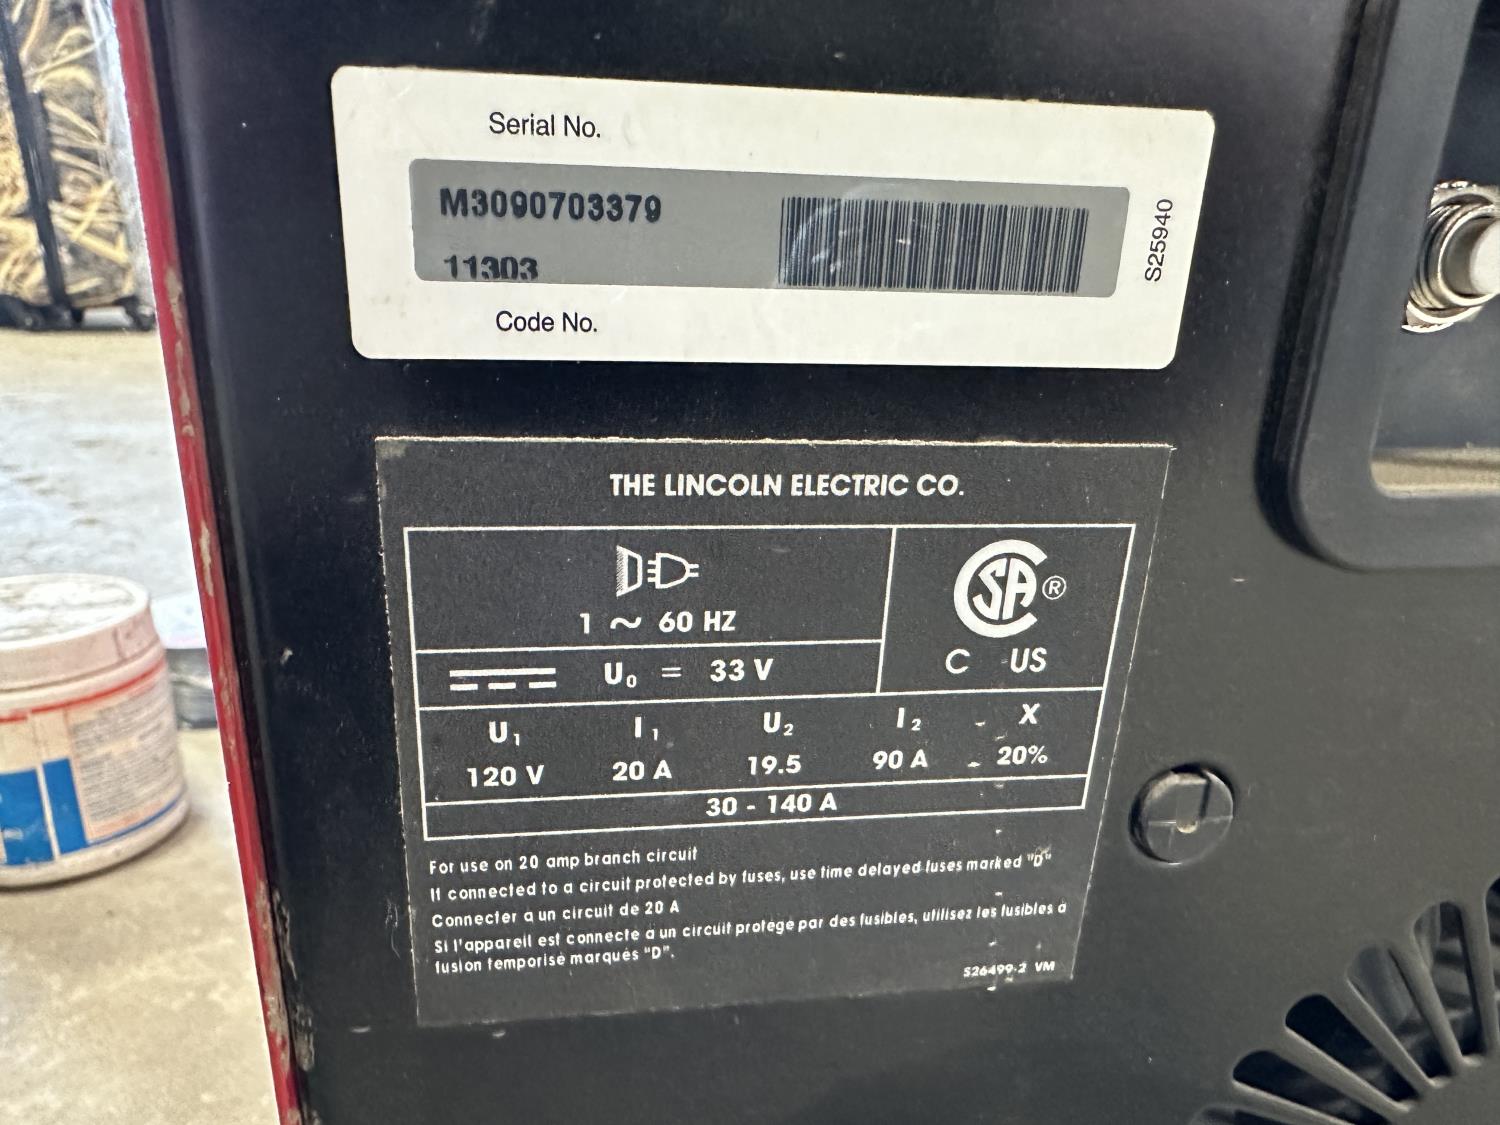 Serial No.
M3090703379
11303
S25940
Code No.
THE LINCOLN ELECTRIC CO.
1 ~ 60 HZ
CSA®
C US
U₀ = 33 V
U₁ I₁ U₂ I₂ X
120 V 20 A 19.5 90 A 20%
30 - 140 A
For use on 20 amp branch circuit
If connected to a circuit protected by fuses, use time delayed fuses marked "D"
Connecter a un circuit de 20 A
Si l'appareil est connecte a un circuit protége par des fusibles, utilisez les fusibles a
fusion temporisé marqués "D".
S26499-2 VM